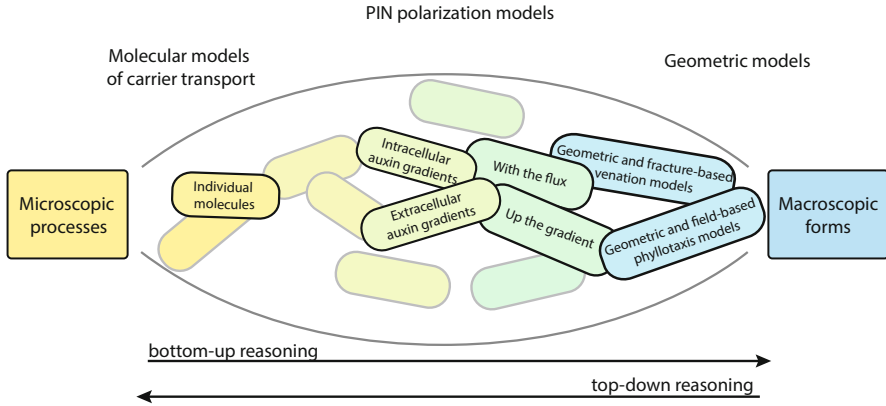 PIN polarization models
Molecular models
of carrier transport
Geometric models
Microscopic
processes
Individual
molecules
Intracellular
auxin gradients
Extracellular
auxin gradients
With the flux
Up the gradient
Geometric and fracture-based
venation models
Geometric and field-based
phyllotaxis models
Macroscopic
forms
bottom-up reasoning
top-down reasoning